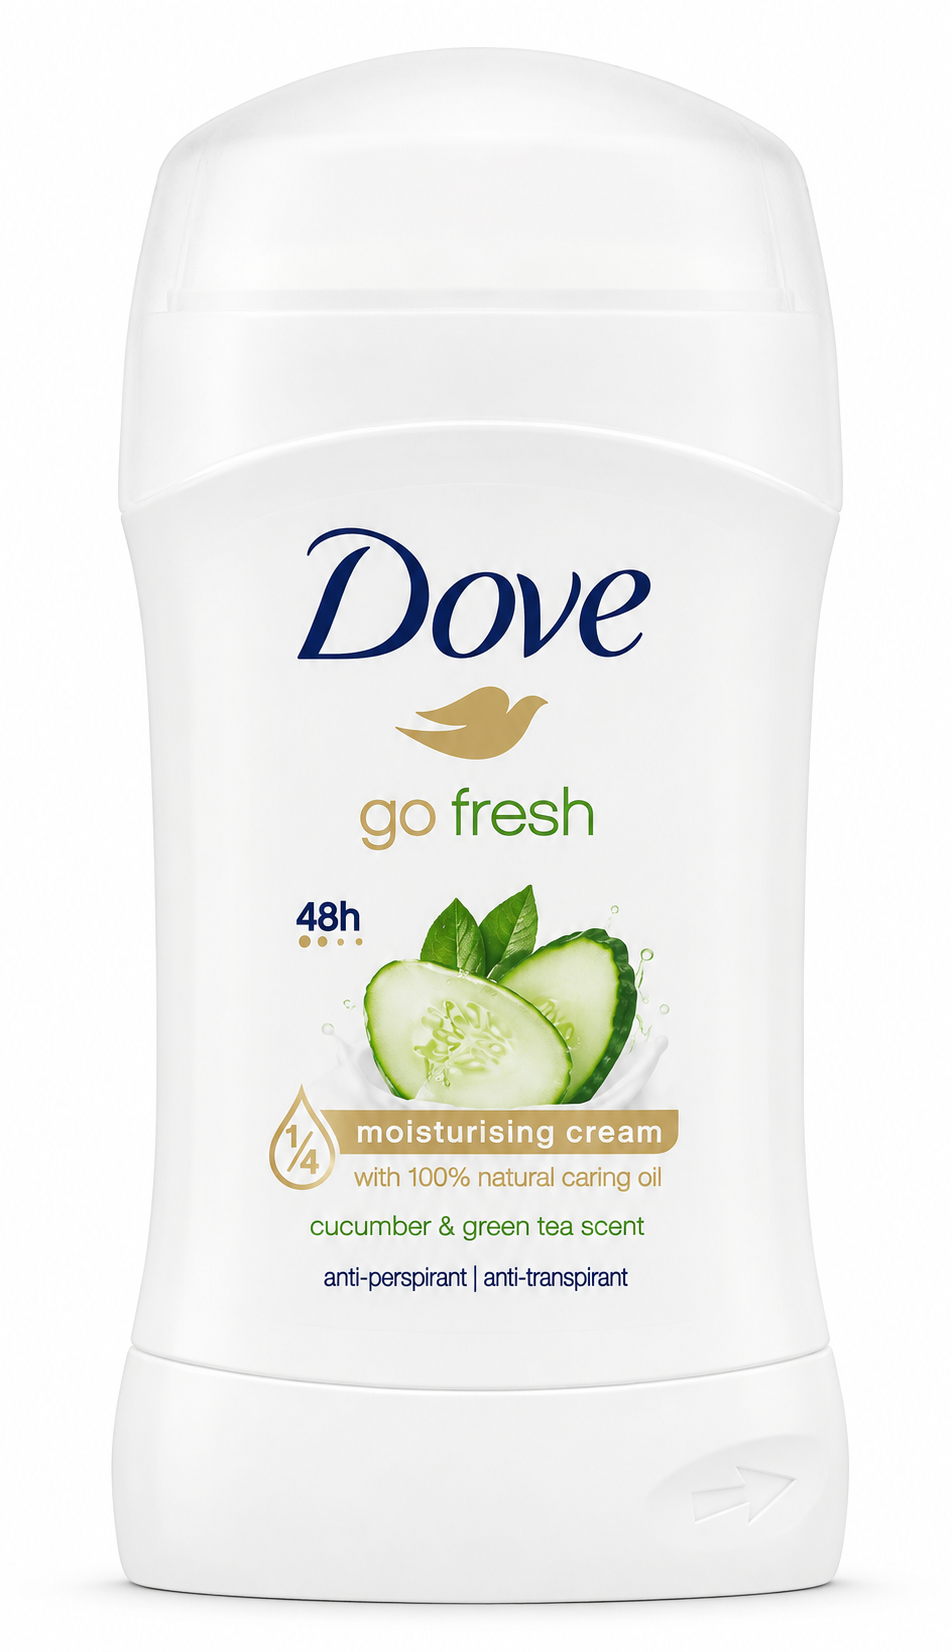 Dove
go fresh
48h
1/4
moisturising cream
with 100% natural caring oil
cucumber & green tea scent
anti-perspirant | anti-transpirant